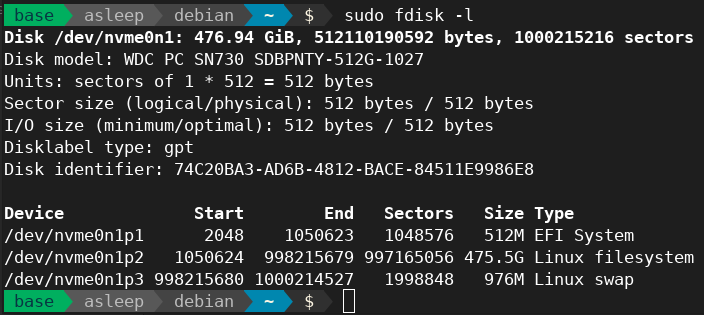 base asleep debian ~ $ sudo fdisk -l
Disk /dev/nvme0n1: 476.94 GiB, 512110190592 bytes, 1000215216 sectors
Disk model: WDC PC SN730 SDBPNTY-512G-1027
Units: sectors of 1 * 512 = 512 bytes
Sector size (logical/physical): 512 bytes / 512 bytes
I/O size (minimum/optimal): 512 bytes / 512 bytes
Disklabel type: gpt
Disk identifier: 74C20BA3-AD6B-4812-BACE-84511E9986E8
Device Start End Sectors Size Type
/dev/nvme0n1p1 2048 1050623 1048576 512M EFI System
/dev/nvme0n1p2 1050624 998215679 997165056 475.5G Linux filesystem
/dev/nvme0n1p3 998215680 1000214527 1998848 976M Linux swap
base asleep debian ~ $